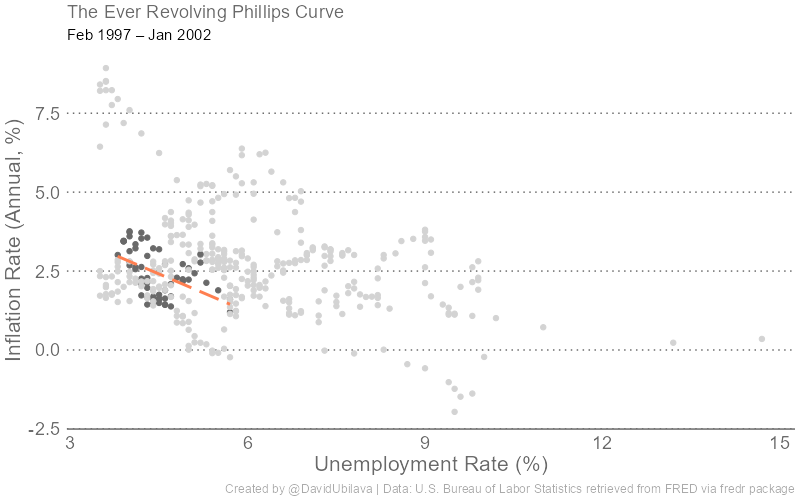 The Ever Revolving Phillips Curve
Feb 1997 – Jan 2002
Inflation Rate (Annual, %)
7.5
5.0
2.5
0.0
-2.5
3 6 9 12 15
Unemployment Rate (%)
Created by @DavidUbilava | Data: U.S. Bureau of Labor Statistics retrieved from FRED via fredr package